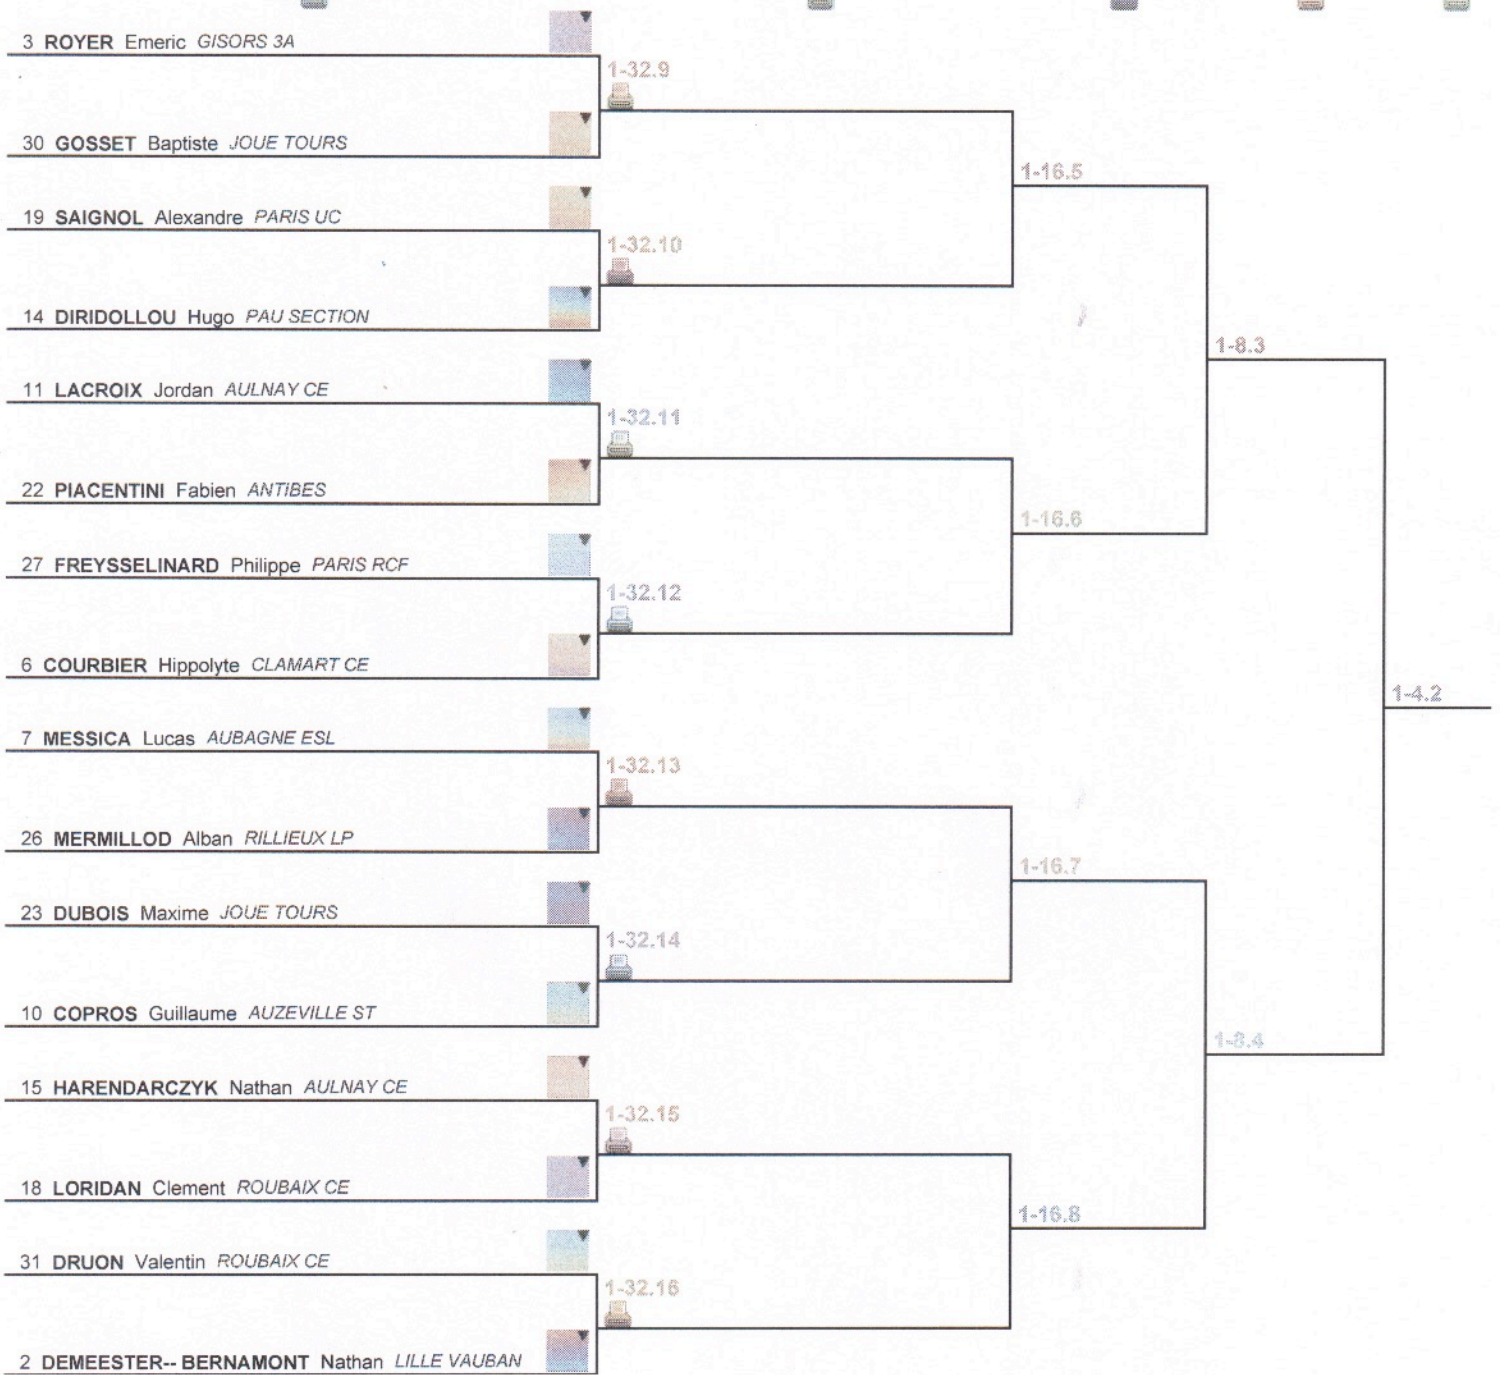 3 ROYER Emeric GISORS 3A
1-32.9
30 GOSSET Baptiste JOUE TOURS
1-16.5
19 SAIGNOL Alexandre PARIS UC
1-32.10
14 DIRIDOLLOU Hugo PAU SECTION
1-8.3
11 LACROIX Jordan AULNAY CE
1-32.11
22 PIACENTINI Fabien ANTIBES
1-16.6
27 FREYSSELINARD Philippe PARIS RCF
1-32.12
6 COURBIER Hippolyte CLAMART CE
1-4.2
7 MESSICA Lucas AUBAGNE ESL
1-32.13
26 MERMILLOD Alban RILLIEUX LP
1-16.7
23 DUBOIS Maxime JOUE TOURS
1-32.14
10 COPROS Guillaume AUZEVILLE ST
1-8.4
15 HARENDARCZYK Nathan AULNAY CE
1-32.15
18 LORIDAN Clement ROUBAIX CE
1-16.8
31 DRUON Valentin ROUBAIX CE
1-32.16
2 DEMEESTER-- BERNAMONT Nathan LILLE VAUBAN